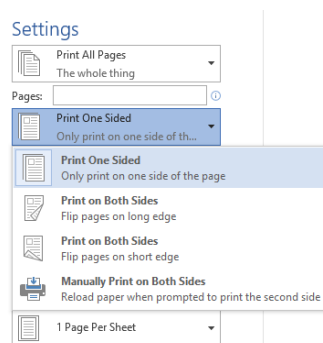 Settings
Print All Pages
The whole thing
Pages:
Print One Sided
Only print on one side of th...
Print One Sided
Only print on one side of the page
Print on Both Sides
Flip pages on long edge
Print on Both Sides
Flip pages on short edge
Manually Print on Both Sides
Reload paper when prompted to print the second side
1 Page Per Sheet